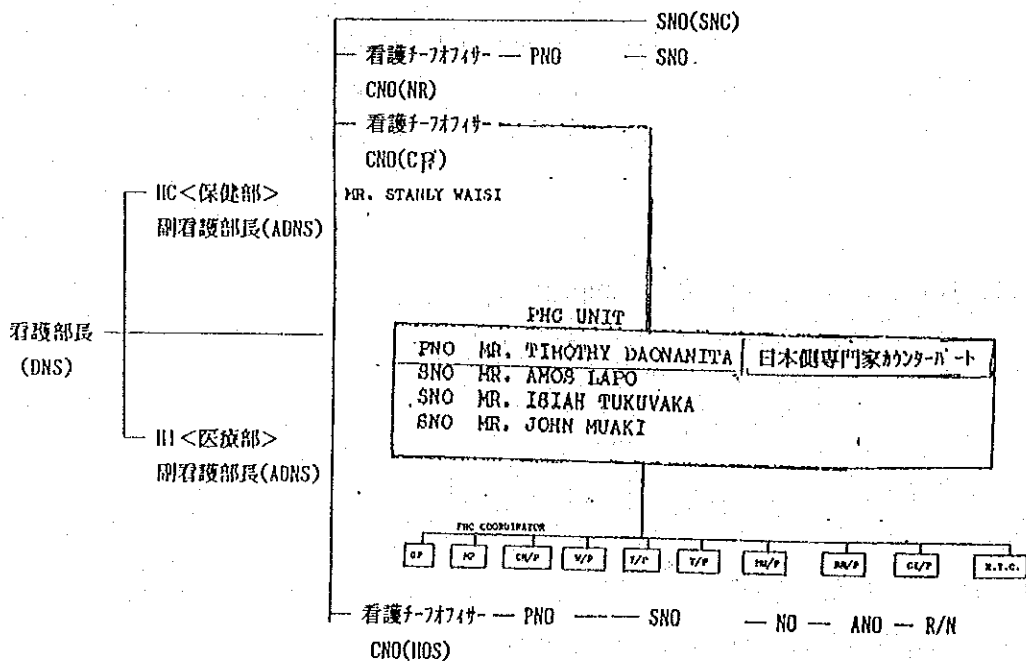 SNO(SNC)
看護チーフオフィサー PNO SNO
CNO(NR)
看護チーフオフィサー
HC<保健部> MR. STANLY WAISI
副看護部長(ADNS)
PHC UNIT
看護部長
(DNS)
PNO MR. TIMOTHY DAONANITA 日本側専門家カウンターパート
SNO MR. AMOS LAPO
SNO MR. ISIAH TUKUVAKA
SNO MR. JOHN MUAKI
HI<医療部>
副看護部長(ADNS)
PHC COORDINATOR
CH/P W/P I/P T/P
看護チーフオフィサー PNO SNO NO ANO R/N
CNO(HOS)